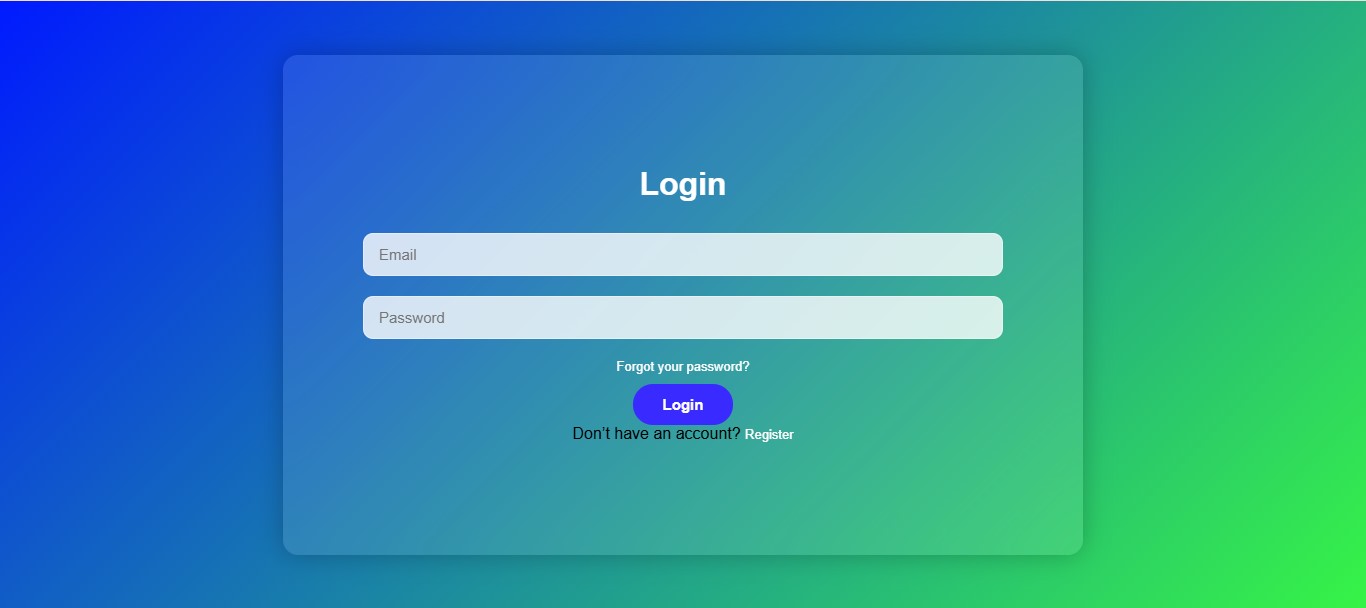 Login
Email
Password
Forgot your password?
Login
Don't have an account? Register